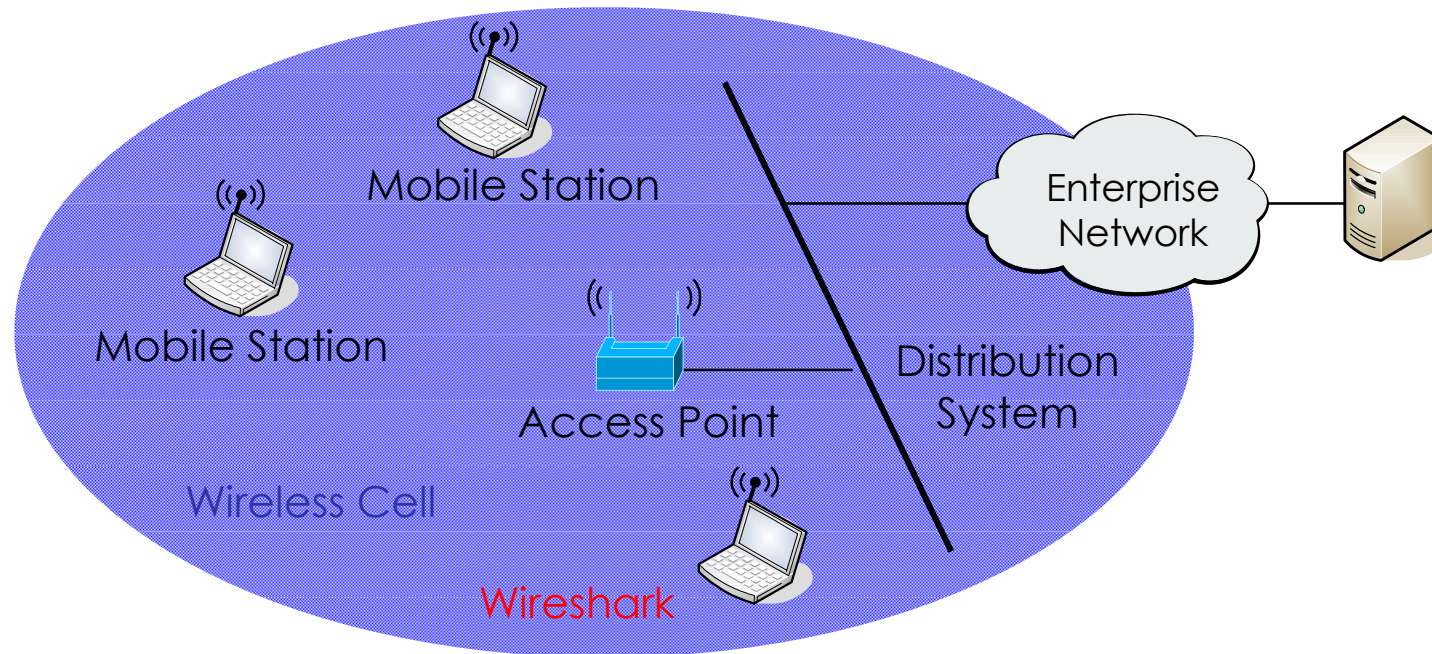 Mobile Station
Enterprise
Network
Mobile Station
Distribution
System
Access Point
Wireless Cell
Wireshark